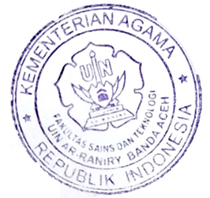 KEMENTERIAN AGAMA
UIN
FAKULTAS SAINS DAN TEKNOLOGI
UIN AR-RANIRY BANDA ACEH
REPUBLIK INDONESIA